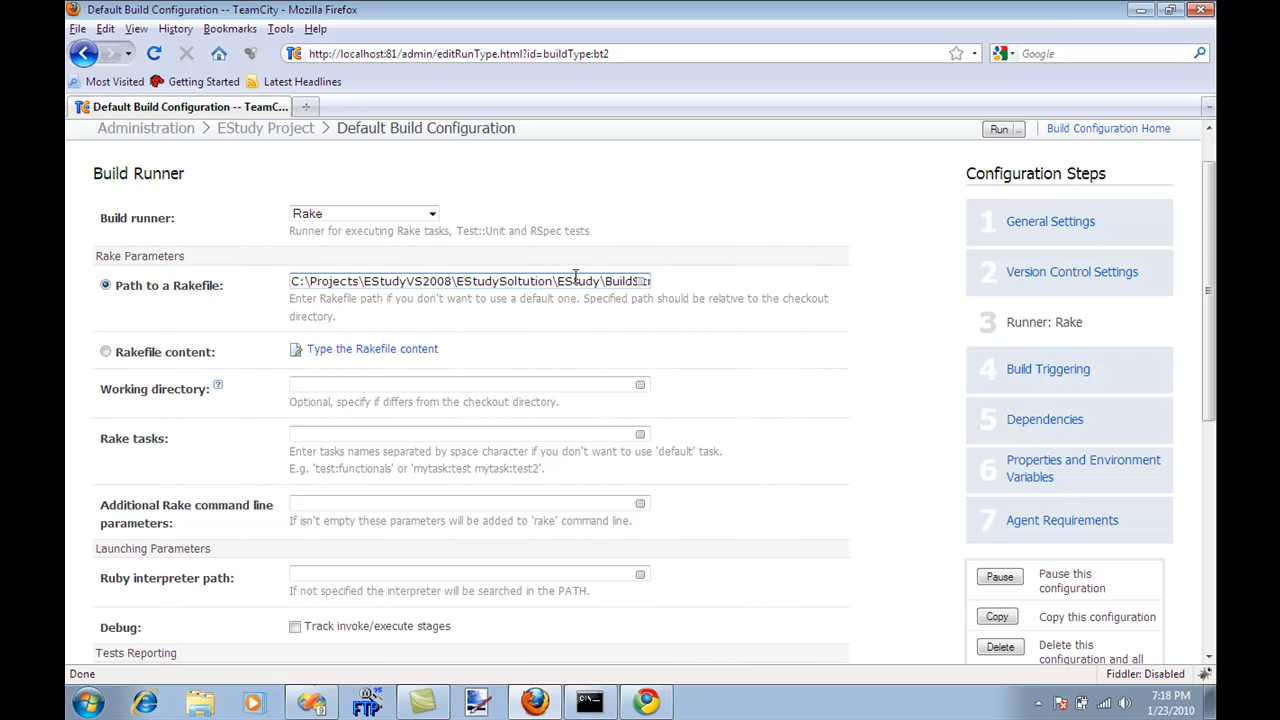 Default Build Configuration -- TeamCity - Mozilla Firefox
File Edit View History Bookmarks Tools Help
http://localhost:81/admin/editRunType.html?id=buildType:bt2
Google
Most Visited Getting Started Latest Headlines
TC Default Build Configuration -- TeamC...
Administration > EStudy Project > Default Build Configuration
Run ...
Build Configuration Home
Build Runner
Build runner:
Rake
Runner for executing Rake tasks, Test::Unit and RSpec tests
Rake Parameters
Path to a Rakefile:
C:\Projects\EStudyVS2008\EStudySoltution\EStudy\BuildScr
Enter Rakefile path if you don't want to use a default one. Specified path should be relative to the checkout
directory.
Rakefile content:
Type the Rakefile content
Working directory:
Optional, specify if differs from the checkout directory.
Rake tasks:
Enter tasks names separated by space character if you don't want to use 'default' task.
E.g. 'test:functionals' or 'mytask:test mytask:test2'.
Additional Rake command line
parameters:
If isn't empty these parameters will be added to 'rake' command line.
Launching Parameters
Ruby interpreter path:
If not specified the interpreter will be searched in the PATH.
Debug:
Track invoke/execute stages
Tests Reporting
Configuration Steps
1 General Settings
2 Version Control Settings
3 Runner: Rake
4 Build Triggering
5 Dependencies
6 Properties and Environment
Variables
7 Agent Requirements
Pause
Pause this
configuration
Copy
Copy this configuration
Delete
Delete this
configuration and all
Done
Fiddler: Disabled
FTP
7:18 PM
1/23/2010